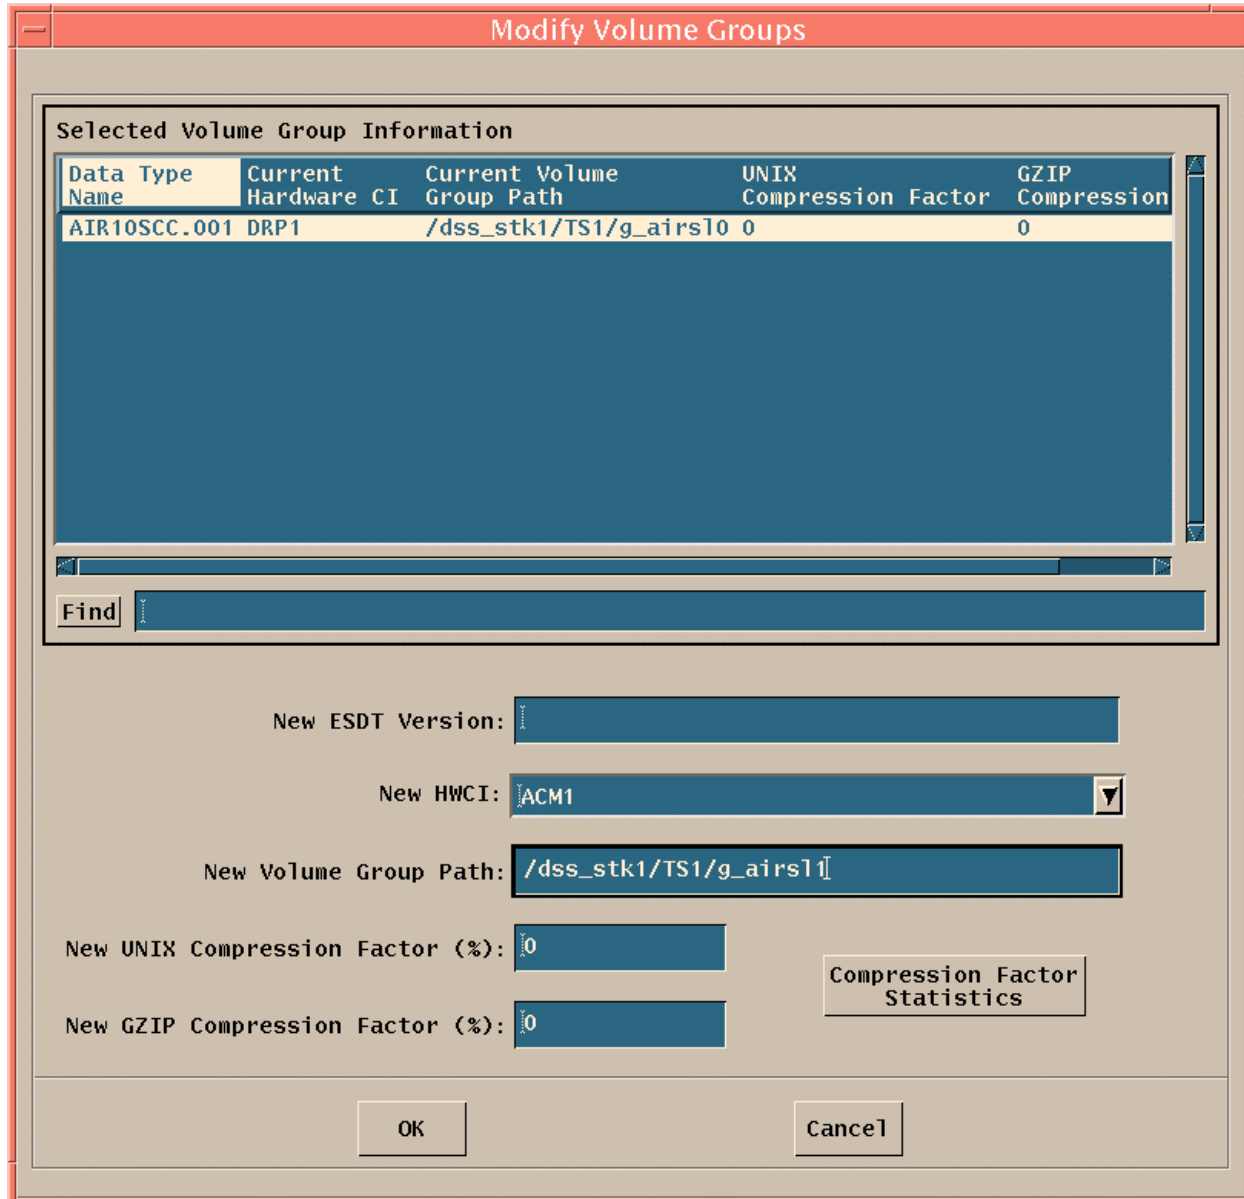 Modify Volume Groups
Selected Volume Group Information
Data Type Current Current Volume UNIX GZIP
Name Hardware CI Group Path Compression Factor Compression
AIR10SCC.001 DRP1 /dss_stk1/TS1/g_airsl0 0 0
Find
New ESDT Version:
New HWCI: ACM1
New Volume Group Path: /dss_stk1/TS1/g_airsl1
New UNIX Compression Factor (%): 0
Compression Factor
Statistics
New GZIP Compression Factor (%): 0
OK Cancel